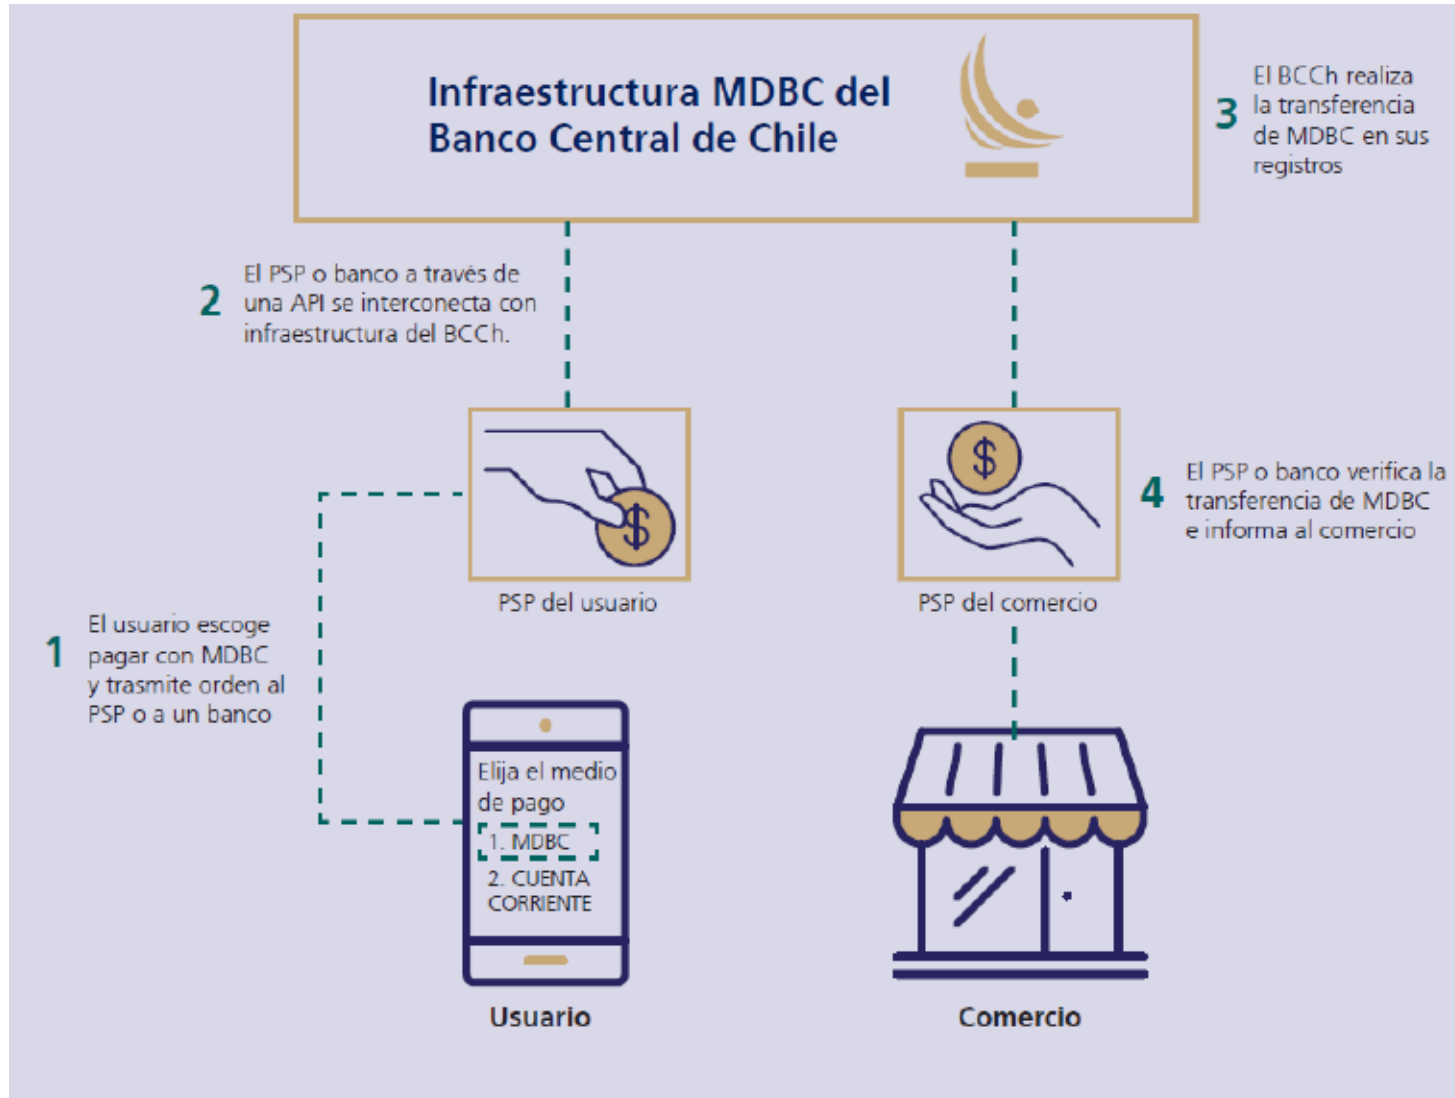 Infraestructura MDBC del
Banco Central de Chile
3
El BCCh realiza
la transferencia
de MDBC en sus
registros
2
El PSP o banco a través de
una API se interconecta con
infraestructura del BCCh.
$
PSP del usuario
$
PSP del comercio
4
El PSP o banco verifica la
transferencia de MDBC
e informa al comercio
1
El usuario escoge
pagar con MDBC
y trasmite orden al
PSP o a un banco
Elija el medio
de pago
1. MDBC
2. CUENTA
CORRIENTE
Usuario
Comercio